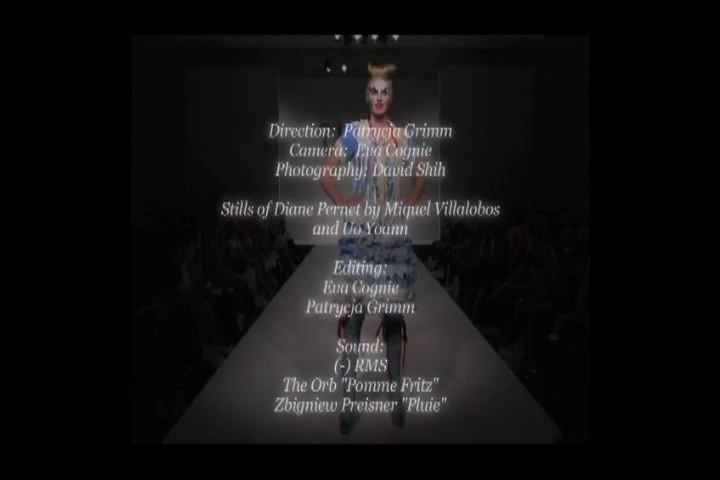 Direction: Patrycja Grimm
Camera: Eva Cognie
Photography: David Shih
Stills of Diane Pernet by Miquel Villalobos
and Uo Yoann
Editing:
Eva Cognie
Patrycja Grimm
Sound:
(-) RMS
The Orb "Pomme Fritz"
Zbigniew Preisner "Pluie"